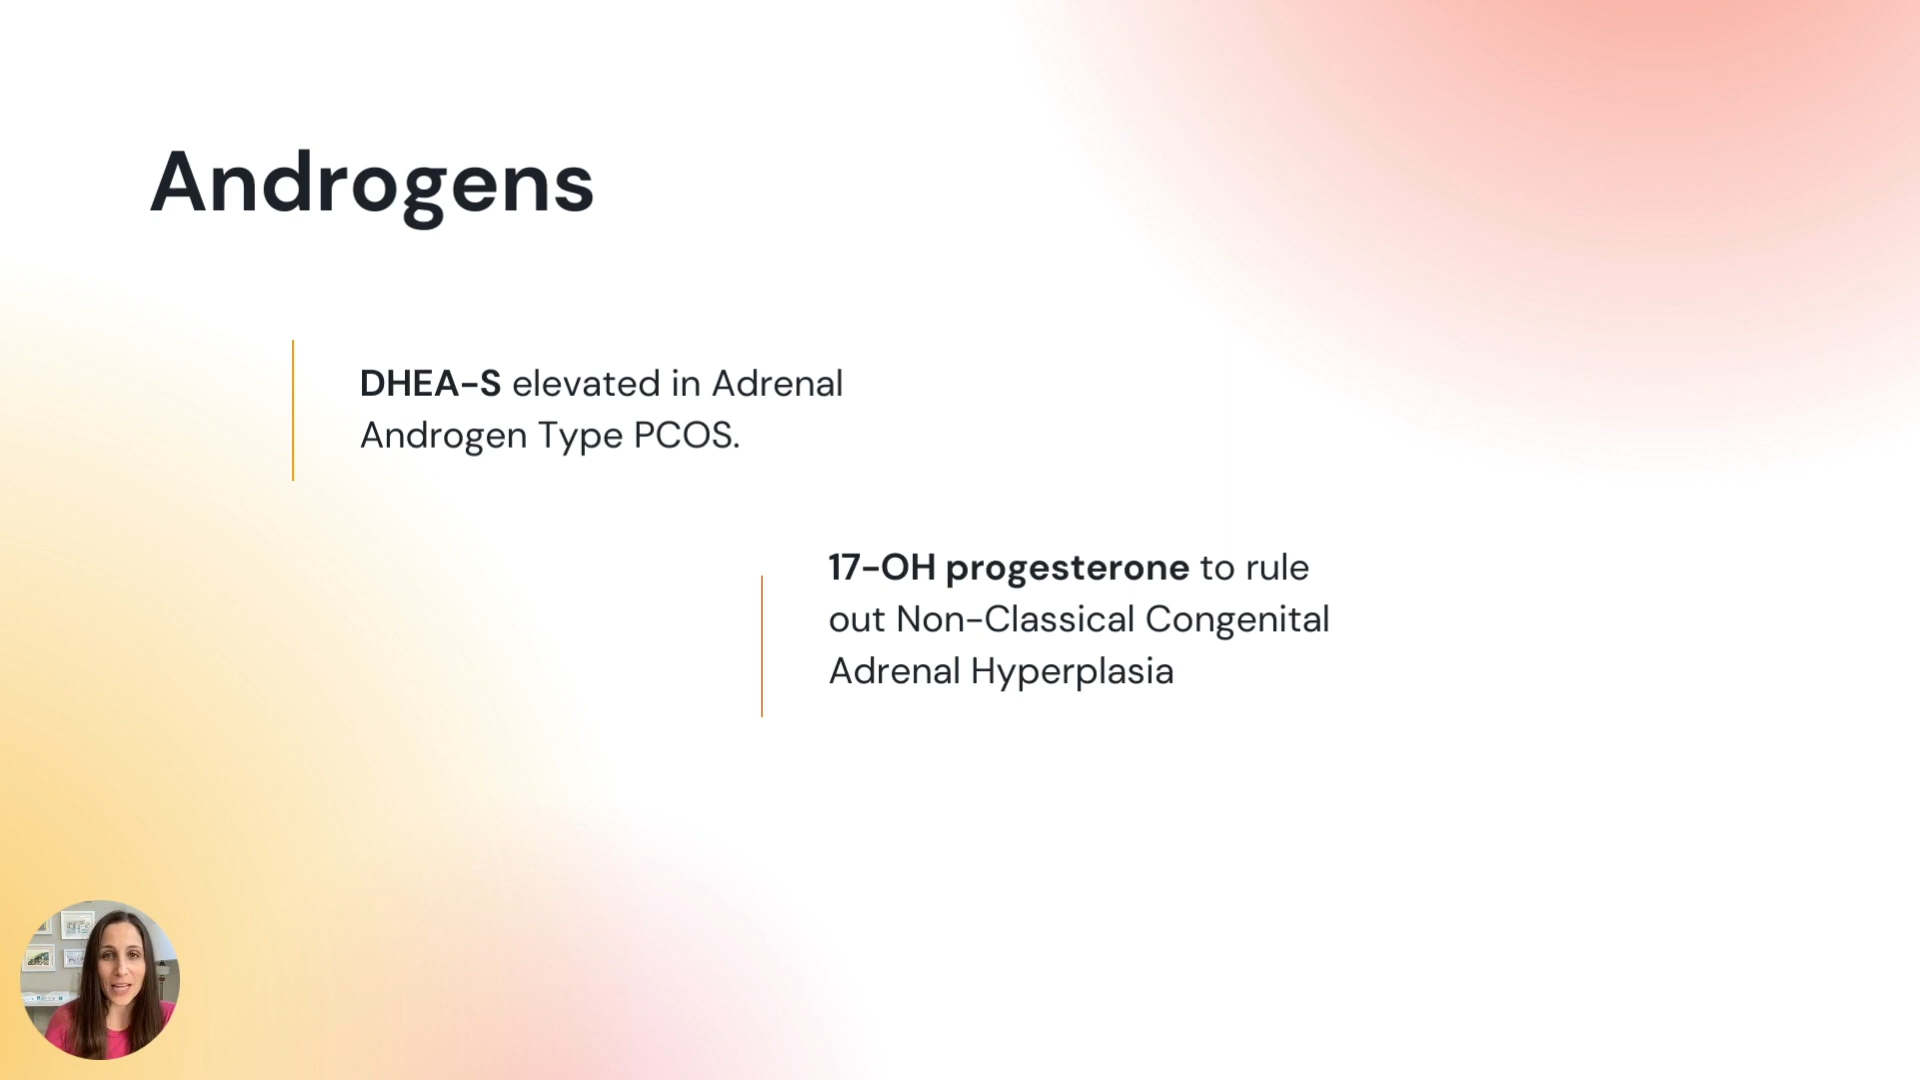 Androgens
DHEA-S elevated in Adrenal
Androgen Type PCOS.
17-OH progesterone to rule
out Non-Classical Congenital
Adrenal Hyperplasia